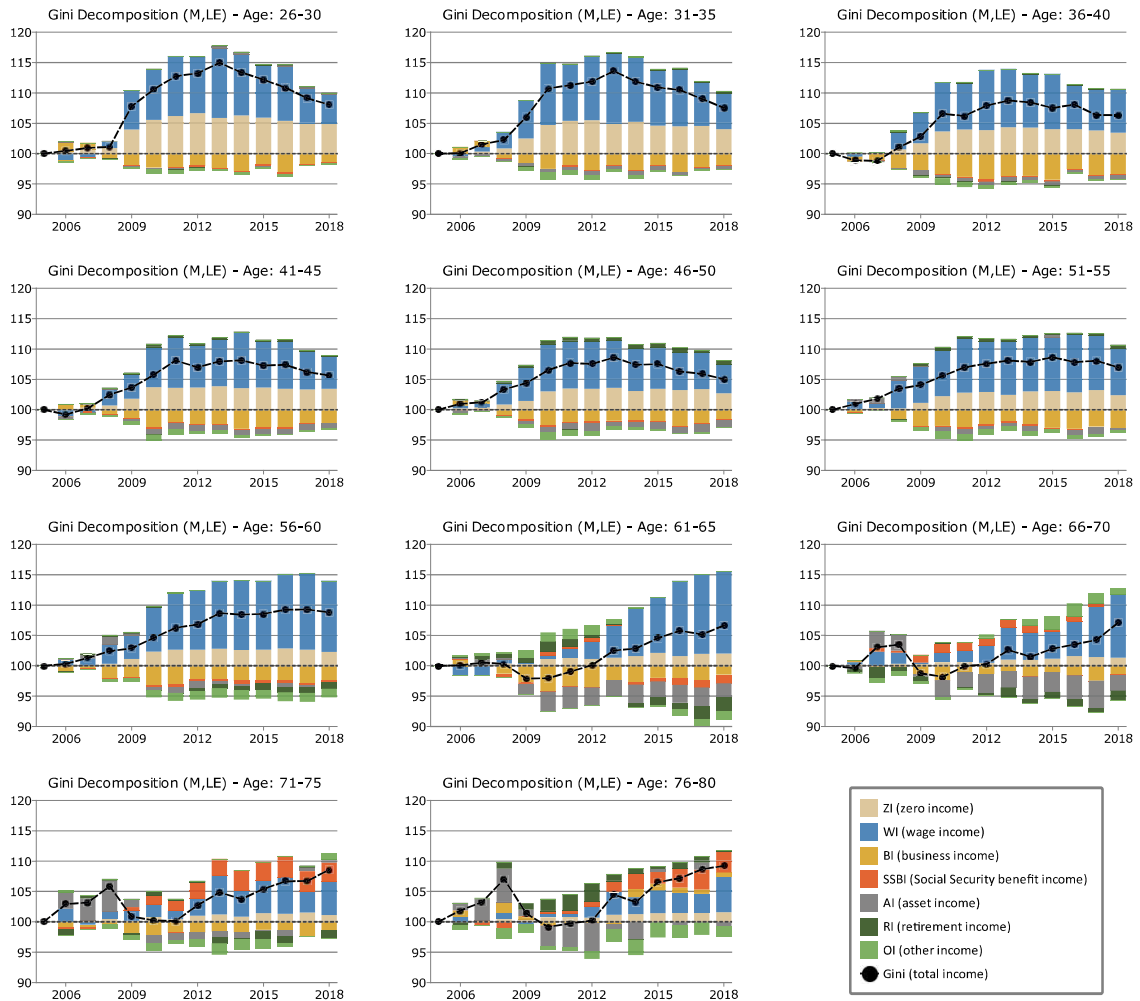 Gini Decomposition (M,LE) - Age: 26-30
120
115
110
105
100
95
90
2006 2009 2012 2015 2018
Gini Decomposition (M,LE) - Age: 31-35
120
115
110
105
100
95
90
2006 2009 2012 2015 2018
Gini Decomposition (M,LE) - Age: 36-40
120
115
110
105
100
95
90
2006 2009 2012 2015 2018
Gini Decomposition (M,LE) - Age: 41-45
120
115
110
105
100
95
90
2006 2009 2012 2015 2018
Gini Decomposition (M,LE) - Age: 46-50
120
115
110
105
100
95
90
2006 2009 2012 2015 2018
Gini Decomposition (M,LE) - Age: 51-55
120
115
110
105
100
95
90
2006 2009 2012 2015 2018
Gini Decomposition (M,LE) - Age: 56-60
120
115
110
105
100
95
90
2006 2009 2012 2015 2018
Gini Decomposition (M,LE) - Age: 61-65
120
115
110
105
100
95
90
2006 2009 2012 2015 2018
Gini Decomposition (M,LE) - Age: 66-70
120
115
110
105
100
95
90
2006 2009 2012 2015 2018
Gini Decomposition (M,LE) - Age: 71-75
120
115
110
105
100
95
90
2006 2009 2012 2015 2018
Gini Decomposition (M,LE) - Age: 76-80
120
115
110
105
100
95
90
2006 2009 2012 2015 2018
ZI (zero income)
WI (wage income)
BI (business income)
SSBI (Social Security benefit income)
AI (asset income)
RI (retirement income)
OI (other income)
Gini (total income)